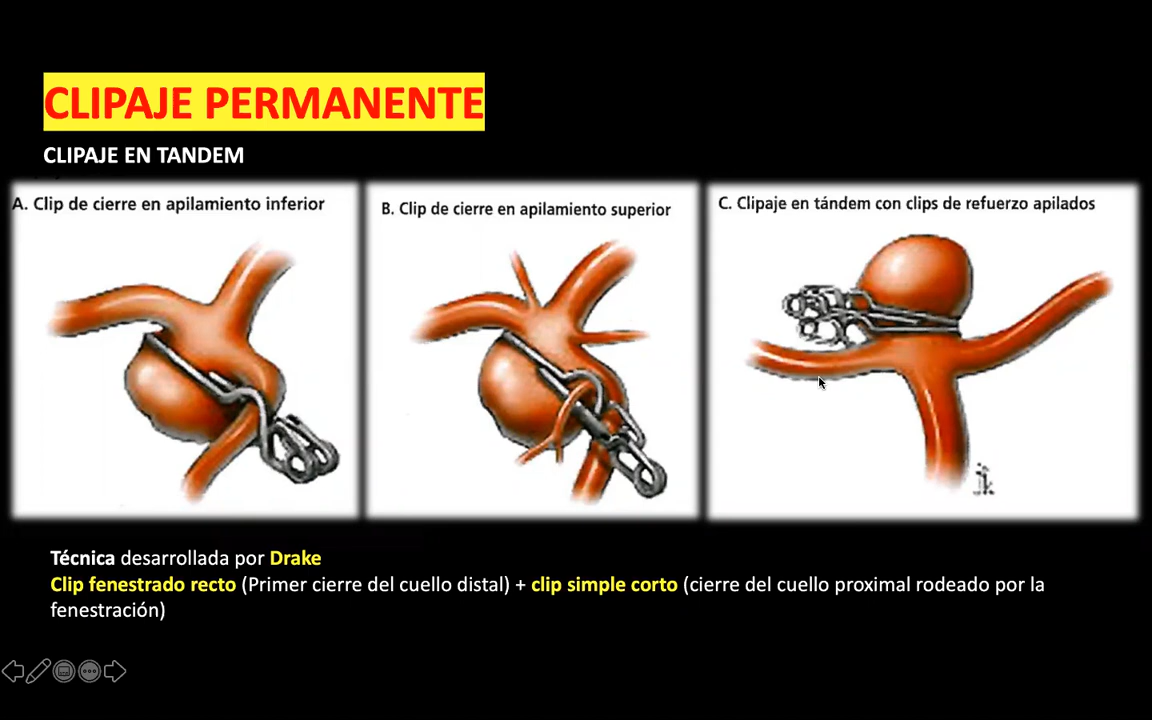 CLIPAJE PERMANENTE
CLIPAJE EN TANDEM
A. Clip de cierre en apilamiento inferior
B. Clip de cierre en apilamiento superior
C. Clipaje en tándem con clips de refuerzo apilados
Técnica desarrollada por Drake
Clip fenestrado recto (Primer cierre del cuello distal) + clip simple corto (cierre del cuello proximal rodeado por la
fenestración)